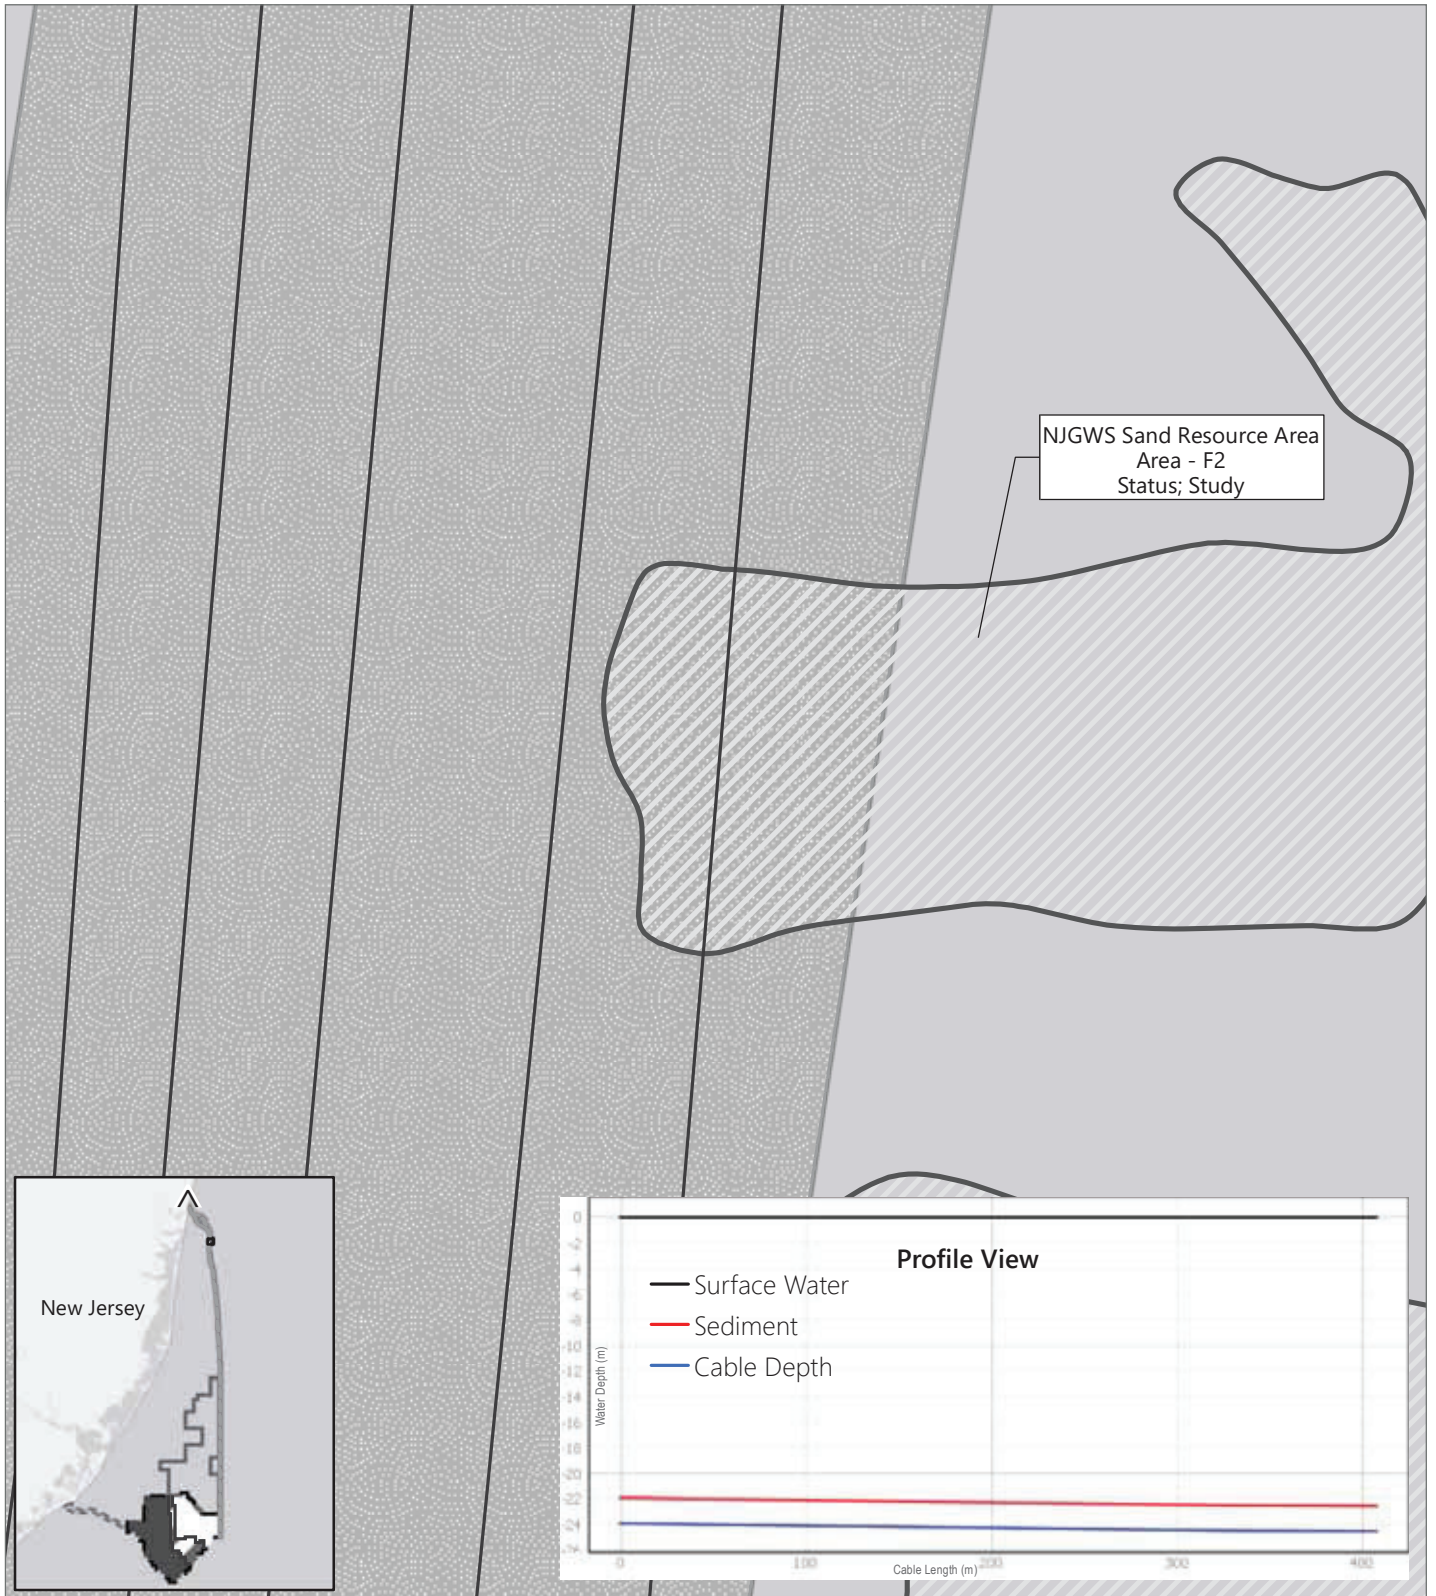 NJGWS Sand Resource Area
Area - F2
Status; Study
New Jersey
Profile View
Surface Water
Sediment
Cable Depth
Water Depth (m)
0
-2
-4
-6
-8
-10
-12
-14
-16
-18
-20
-22
-24
0
100
200
300
400
Cable Length (m)